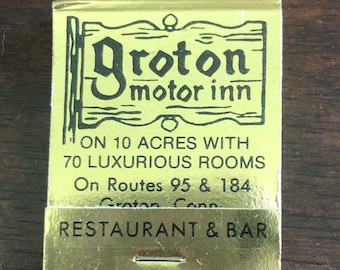 groton
motor inn
ON 10 ACRES WITH
70 LUXURIOUS ROOMS
On Routes 95 & 184
Groton, Conn.
RESTAURANT & BAR